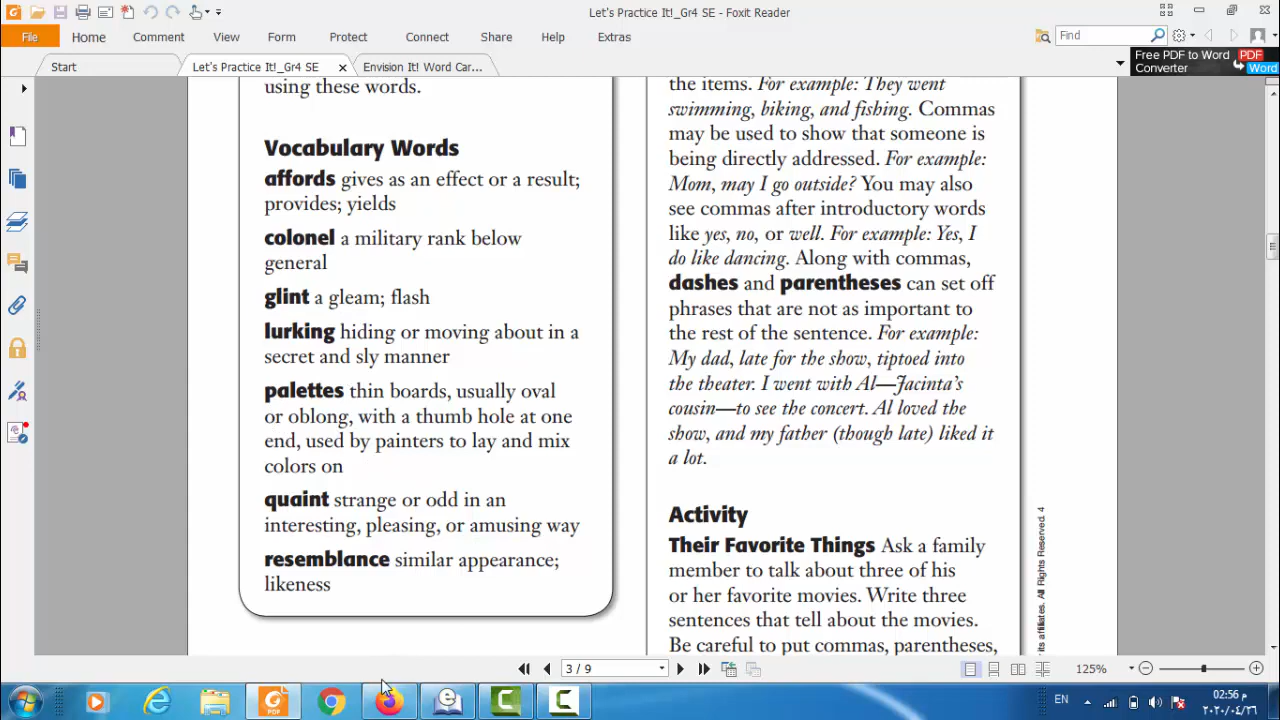 Let's Practice It!_Gr4 SE - Foxit Reader
File Home Comment View Form Protect Connect Share Help Extras
Find
Start
Let's Practice It!_Gr4 SE
Envision It! Word Car...
Free PDF to Word
Converter
PDF
Word
using these words.
Vocabulary Words
affords gives as an effect or a result;
provides; yields
colonel a military rank below
general
glint a gleam; flash
lurking hiding or moving about in a
secret and sly manner
palettes thin boards, usually oval
or oblong, with a thumb hole at one
end, used by painters to lay and mix
colors on
quaint strange or odd in an
interesting, pleasing, or amusing way
resemblance similar appearance;
likeness
the items. For example: They went
swimming, biking, and fishing. Commas
may be used to show that someone is
being directly addressed. For example:
Mom, may I go outside? You may also
see commas after introductory words
like yes, no, or well. For example: Yes, I
do like dancing. Along with commas,
dashes and parentheses can set off
phrases that are not as important to
the rest of the sentence. For example:
My dad, late for the show, tiptoed into
the theater. I went with Al—Jacinta's
cousin—to see the concert. Al loved the
show, and my father (though late) liked it
a lot.
Activity
Their Favorite Things Ask a family
member to talk about three of his
or her favorite movies. Write three
sentences that tell about the movies.
Be careful to put commas, parentheses,
its affiliates. All Rights Reserved. 4
3 / 9
125%
EN
02:56 م
٢٠٢٠/٠٤/٢٦